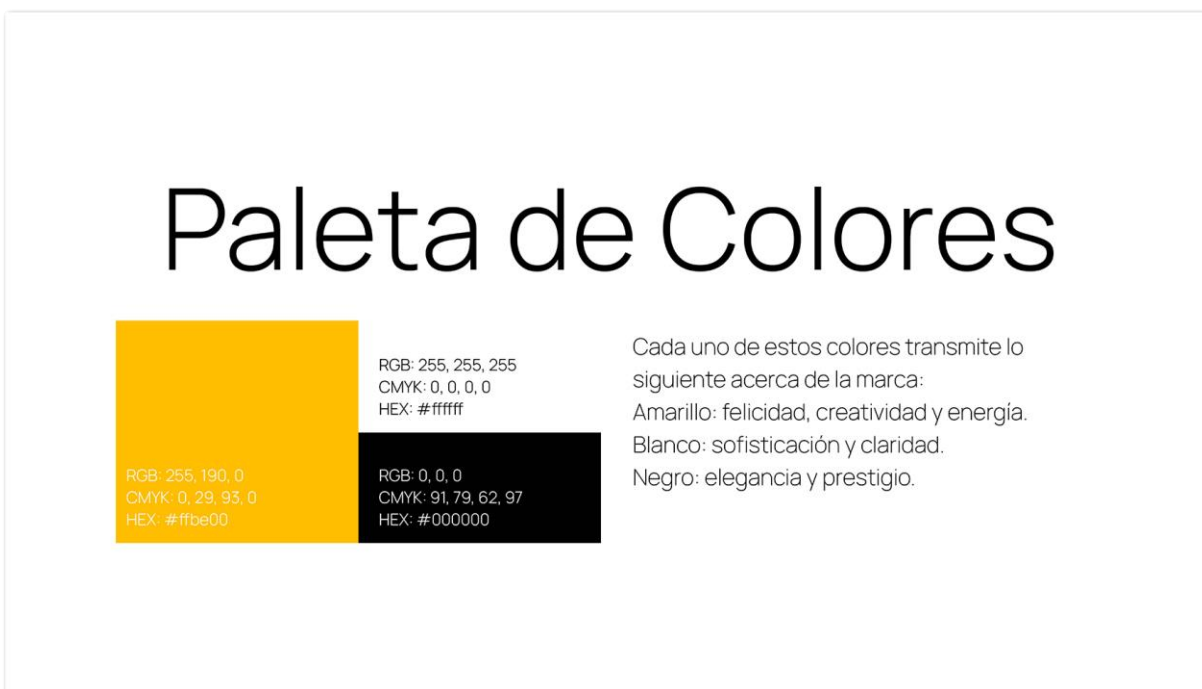 Paleta de Colores
RGB: 255, 190, 0
CMYK: 0, 29, 93, 0
HEX: #ffbe00
RGB: 255, 255, 255
CMYK: 0, 0, 0, 0
HEX: #ffffff
RGB: 0, 0, 0
CMYK: 91, 79, 62, 97
HEX: #000000
Cada uno de estos colores transmite lo
siguiente acerca de la marca:
Amarillo: felicidad, creatividad y energía.
Blanco: sofisticación y claridad.
Negro: elegancia y prestigio.